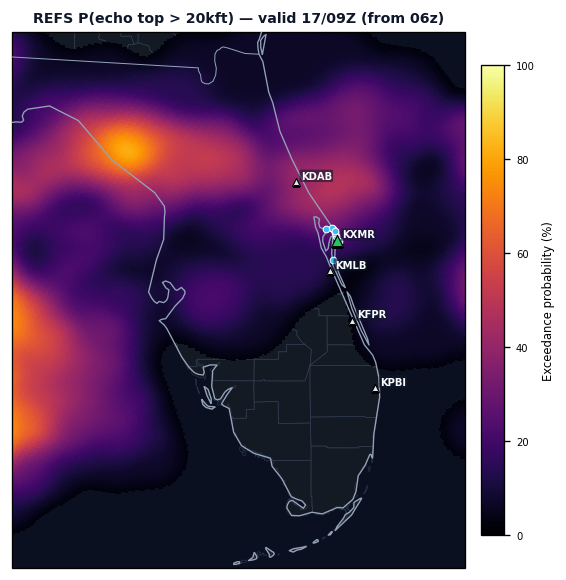 REFS P(echo top > 20kft) — valid 17/09Z (from 06z)
KDAB
KXMR
KMLB
KFPR
KPBI
100
80
60
40
20
0
Exceedance probability (%)